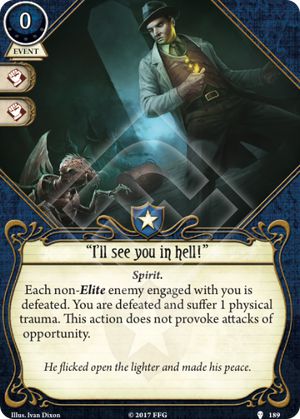 0
EVENT
"I'll see you in hell!"
Spirit.
Each non-Elite enemy engaged with you is
defeated. You are defeated and suffer 1 physical
trauma. This action does not provoke attacks of
opportunity.
He flicked open the lighter and made his peace.
Illus. Ivan Dixon
© 2017 FFG
189